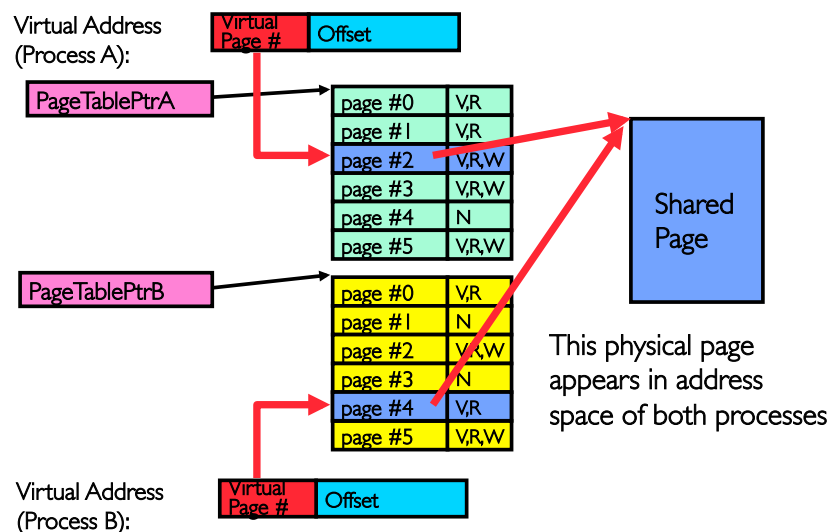 Virtual Address
(Process A):
Virtual
Page #
Offset
PageTablePtrA
page #0 V,R
page #1 V,R
page #2 V,R,W
page #3 V,R,W
page #4 N
page #5 V,R,W
Shared
Page
PageTablePtrB
page #0 V,R
page #1 N
page #2 V,R,W
page #3 N
page #4 V,R
page #5 V,R,W
This physical page
appears in address
space of both processes
Virtual Address
(Process B):
Virtual
Page #
Offset